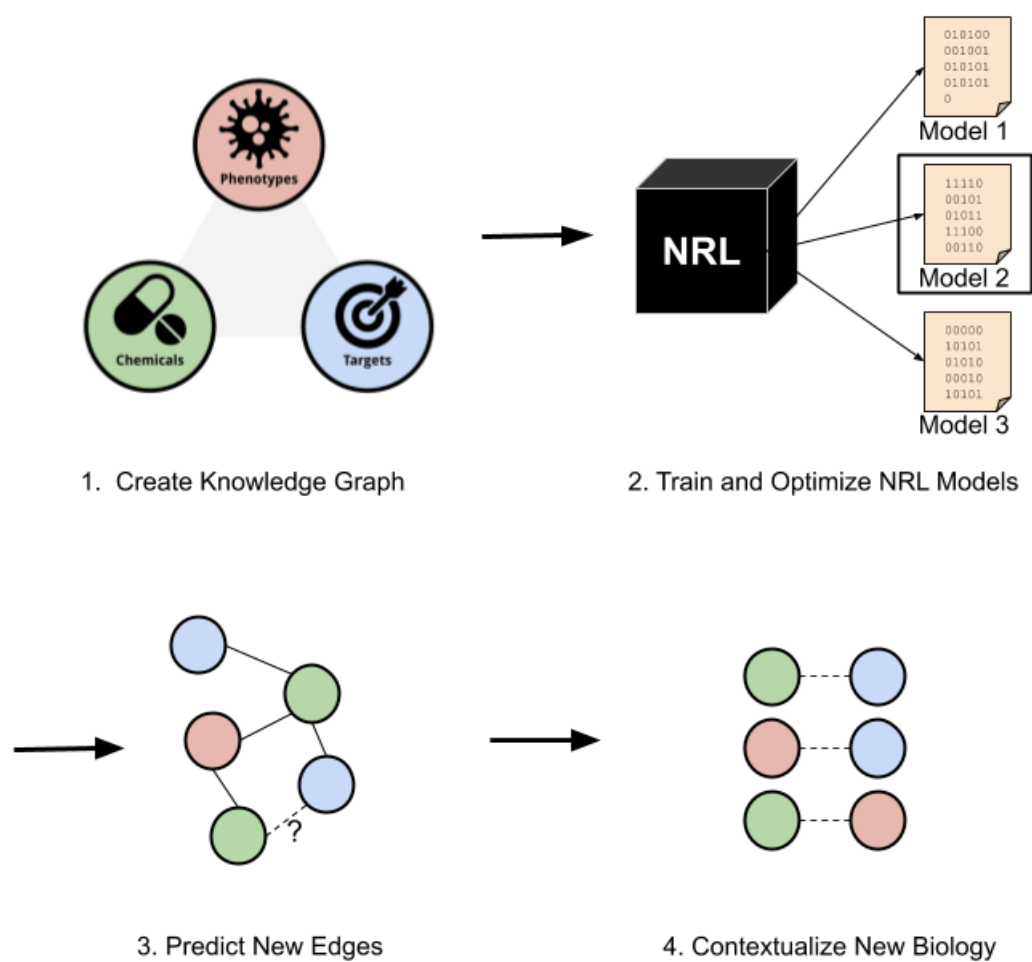 Phenotypes
Chemicals
Targets
1. Create Knowledge Graph
NRL
010100
001001
010101
010101
0
Model 1
11110
00101
01011
11100
00110
Model 2
00000
10101
01010
00010
10101
Model 3
2. Train and Optimize NRL Models
?
3. Predict New Edges
4. Contextualize New Biology